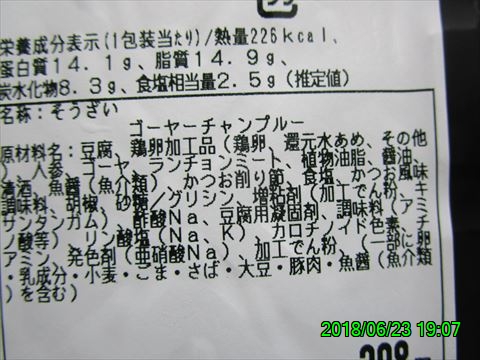 栄養成分表示(1包装当たり)/熱量226kcal、
蛋白質14.1g、脂質14.9g、
炭水化物8.3g、食塩相当量2.5g(推定値)
名称:そうざい
ゴーヤーチャンプルー
原材料名:豆腐、鶏卵加工品(鶏卵、還元水あめ、その他
)、人参、ゴーヤ、ランチョンミート、植物油脂、醤油、
清酒、魚醤(魚介類)、かつお削り節、食塩、かつお風味
調味料、胡椒、砂糖/グリシン、増粘剤(加工でん粉、キ
サンタンガム)、酢酸Na、豆腐用凝固剤、調味料(アミ
ノ酸等)、リン酸塩(Na、K)、カロチノイド色素、チ
アミン、発色剤(亜硝酸Na)、加工でん粉、(一部に卵
・乳成分・小麦・ごま・さば・大豆・豚肉・魚醤(魚介類
)を含む)
2018/06/23 19:07